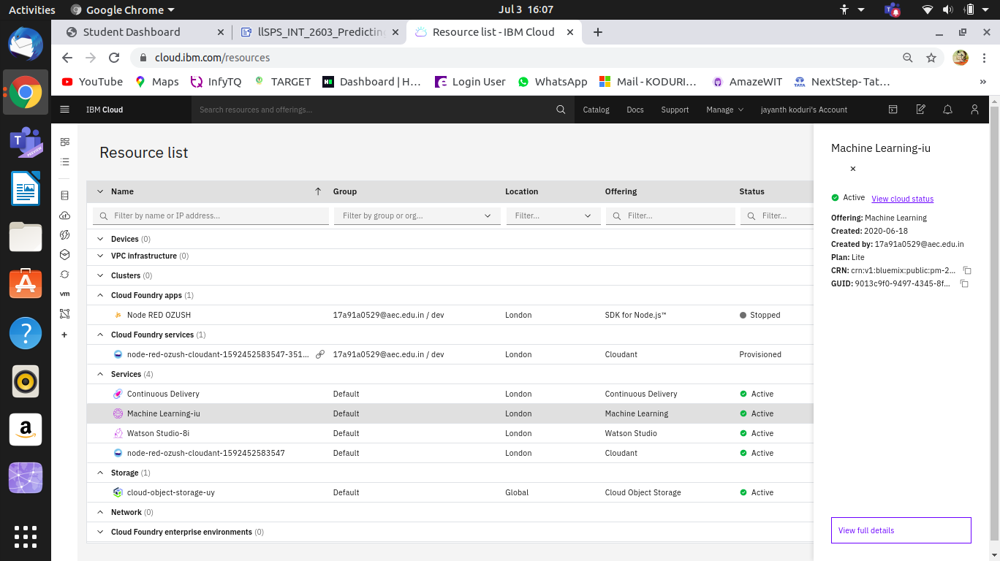 Activities Google Chrome Jul 3 16:07
Student Dashboard llSPS_INT_2603_Predicting Resource list - IBM Cloud
cloud.ibm.com/resources
YouTube Maps InfyTQ TARGET Dashboard | H... Login User WhatsApp Mail - KODURI... AmazeWIT NextStep- Tat... »
IBM Cloud Search resources and offerings... Catalog Docs Support Manage jayanth koduri's Account
Resource list
Name Group Location Offering Status
Filter by name or IP address... Filter by group or org... Filter... Filter... Filter...
Devices (0)
VPC infrastructure (0)
Clusters (0)
Cloud Foundry apps (1)
Node RED OZUSH 17a91a0529@aec.edu.in / dev London SDK for Node.js™ Stopped
Cloud Foundry services (1)
node-red-ozush-cloudant-1592452583547-351... 17a91a0529@aec.edu.in / dev London Cloudant Provisioned
Services (4)
Continuous Delivery Default London Continuous Delivery Active
Machine Learning-iu Default London Machine Learning Active
Watson Studio-8i Default London Watson Studio Active
node-red-ozush-cloudant-1592452583547 Default London Cloudant Active
Storage (1)
cloud-object-storage-uy Default Global Cloud Object Storage Active
Network (0)
Cloud Foundry enterprise environments (0)
Machine Learning-iu
Active View cloud status
Offering: Machine Learning
Created: 2020-06-18
Created by: 17a91a0529@aec.edu.in
Plan: Lite
CRN: crn:v1:bluemix:public:pm-2...
GUID: 9013c9f0-9497-4345-8f...
View full details
vm
PREVIEW